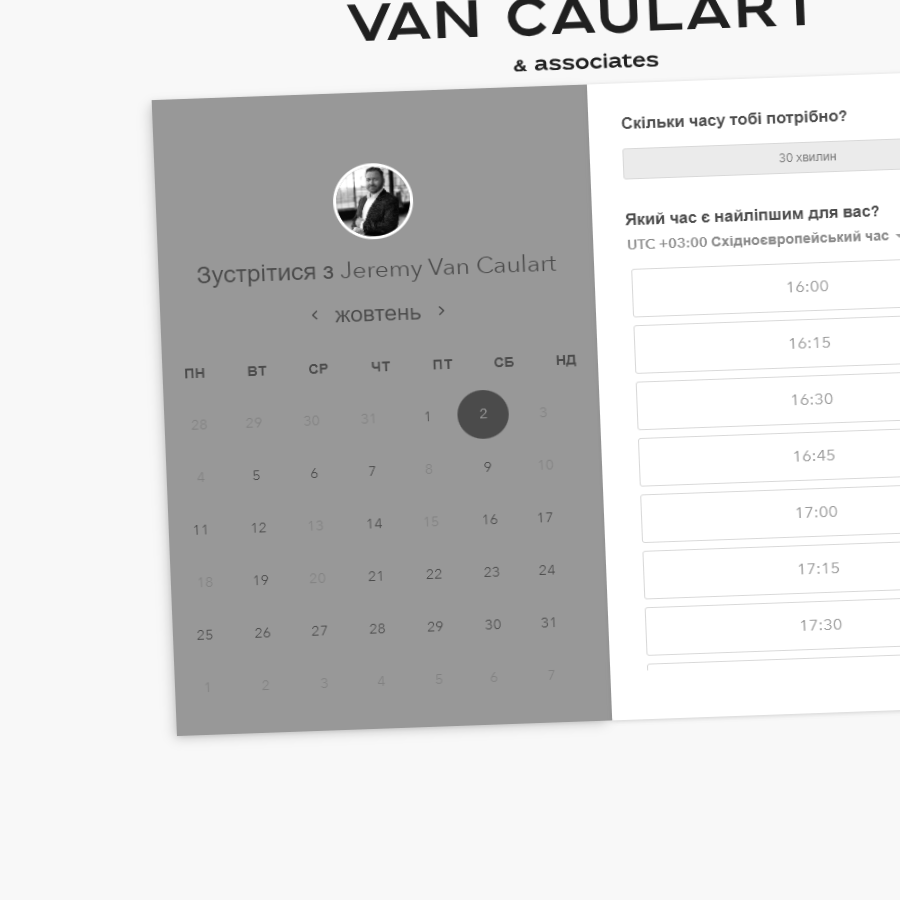 VAN CAULART
& associates
Зустрітися з Jeremy Van Caulart
жовтень
ПН ВТ СР ЧТ ПТ СБ НД
28 29 30 31 1 2 3
4 5 6 7 8 9 10
11 12 13 14 15 16 17
18 19 20 21 22 23 24
25 26 27 28 29 30 31
1 2 3 4 5 6 7
Скільки часу тобі потрібно?
30 хвилин
Який час є найліпшим для вас?
UTC +03:00 Східноєвропейський час
16:00
16:15
16:30
16:45
17:00
17:15
17:30